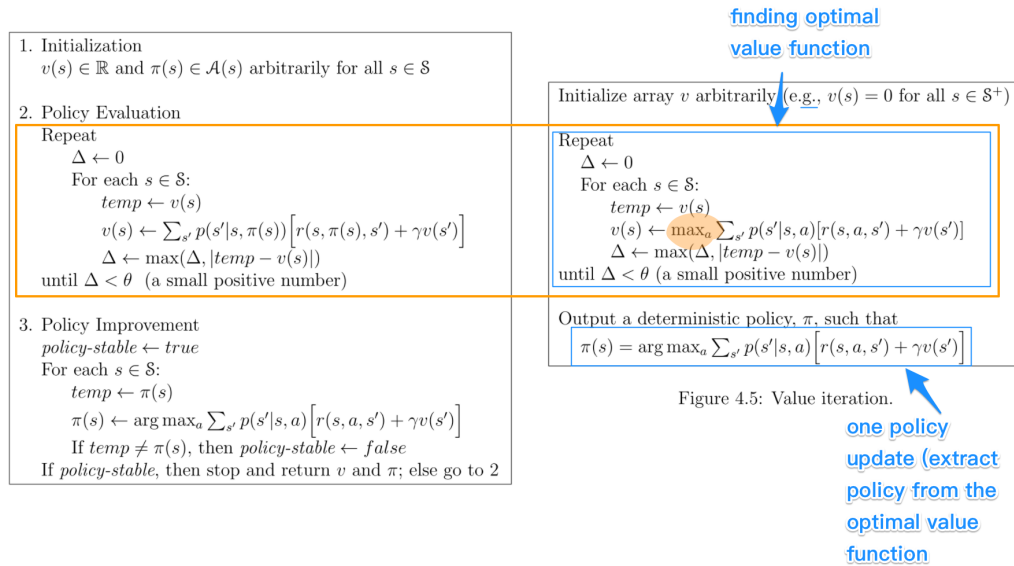 finding optimal
value function
1. Initialization
v(s) ∈ ℝ and π(s) ∈ 𝒜(s) arbitrarily for all s ∈ 𝒮
2. Policy Evaluation
Repeat
Δ ← 0
For each s ∈ 𝒮:
temp ← v(s)
v(s) ← ∑_{s'} p(s'|s, π(s)) [r(s, π(s), s') + γv(s')]
Δ ← max(Δ, |temp − v(s)|)
until Δ < θ (a small positive number)
3. Policy Improvement
policy-stable ← true
For each s ∈ 𝒮:
temp ← π(s)
π(s) ← arg max_a ∑_{s'} p(s'|s, a) [r(s, a, s') + γv(s')]
If temp ≠ π(s), then policy-stable ← false
If policy-stable, then stop and return v and π; else go to 2
Initialize array v arbitrarily (e.g., v(s) = 0 for all s ∈ 𝒮⁺)
Repeat
Δ ← 0
For each s ∈ 𝒮:
temp ← v(s)
v(s) ← max_a ∑_{s'} p(s'|s, a)[r(s, a, s') + γv(s')]
Δ ← max(Δ, |temp − v(s)|)
until Δ < θ (a small positive number)
Output a deterministic policy, π, such that
π(s) = arg max_a ∑_{s'} p(s'|s, a) [r(s, a, s') + γv(s')]
Figure 4.5: Value iteration.
one policy
update (extract
policy from the
optimal value
function